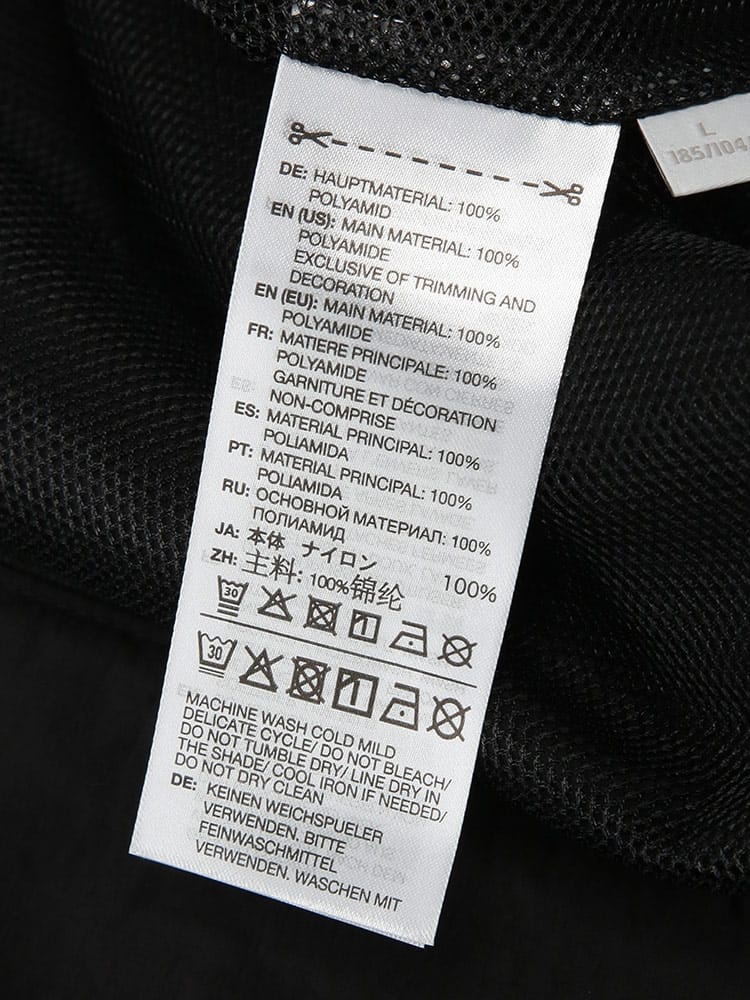 DE: HAUPTMATERIAL: 100%
POLYAMID
EN (US): MAIN MATERIAL: 100%
POLYAMIDE
EXCLUSIVE OF TRIMMING AND
DECORATION
EN (EU): MAIN MATERIAL: 100%
POLYAMIDE
FR: MATIERE PRINCIPALE: 100%
POLYAMIDE
GARNITURE ET DÉCORATION
NON-COMPRISE
ES: MATERIAL PRINCIPAL: 100%
POLIAMIDA
PT: MATERIAL PRINCIPAL: 100%
POLIAMIDA
RU: ОСНОВНОЙ МАТЕРИАЛ: 100%
ПОЛИАМИД
JA: 本体 ナイロン 100%
ZH: 主料: 100%锦纶
30
30
MACHINE WASH COLD MILD
DELICATE CYCLE/ DO NOT BLEACH/
DO NOT TUMBLE DRY/ LINE DRY IN
THE SHADE/ COOL IRON IF NEEDED/
DO NOT DRY CLEAN
DE: KEINEN WEICHSPUELER
VERWENDEN. BITTE
FEINWASCHMITTEL
VERWENDEN. WASCHEN MIT
L
185/104